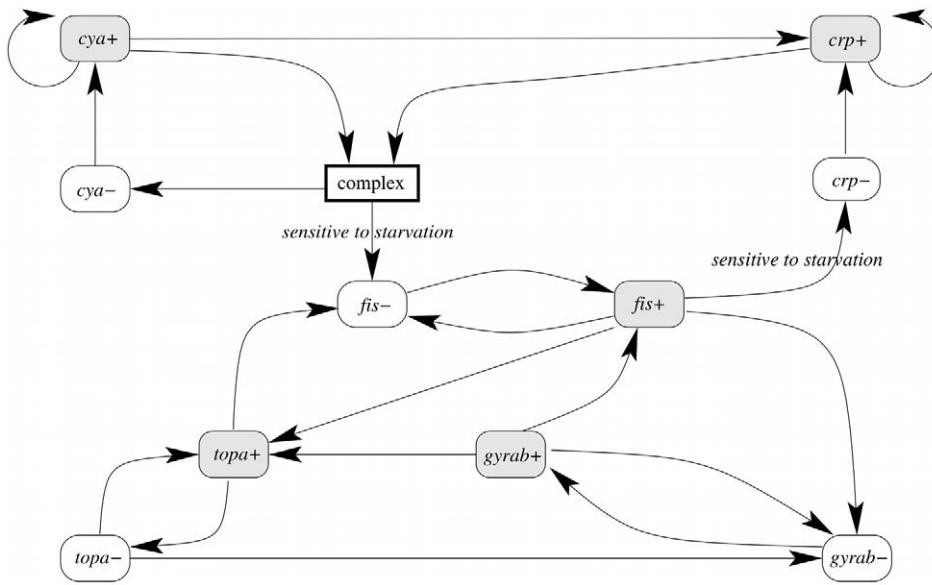 cya+
crp+
complex
cya−
crp−
sensitive to starvation
sensitive to starvation
fis−
fis+
topa+
gyrab+
topa−
gyrab−